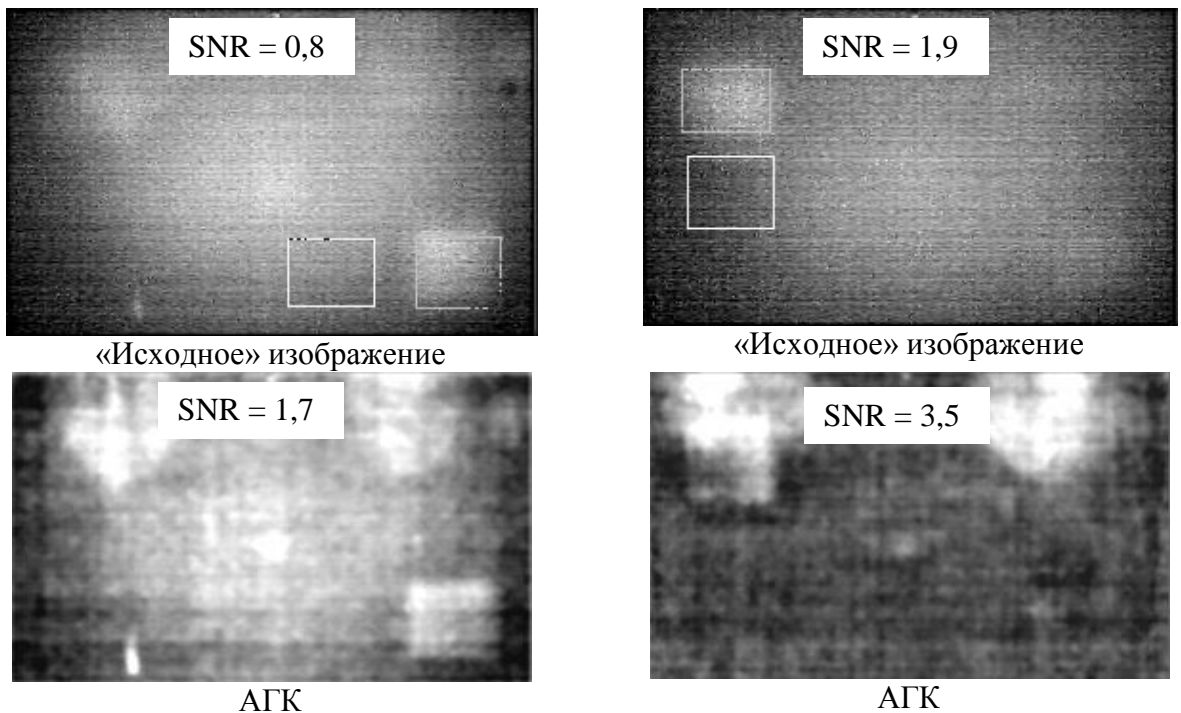 SNR = 0,8
SNR = 1,9
«Исходное» изображение
«Исходное» изображение
SNR = 1,7
SNR = 3,5
АГК
АГК